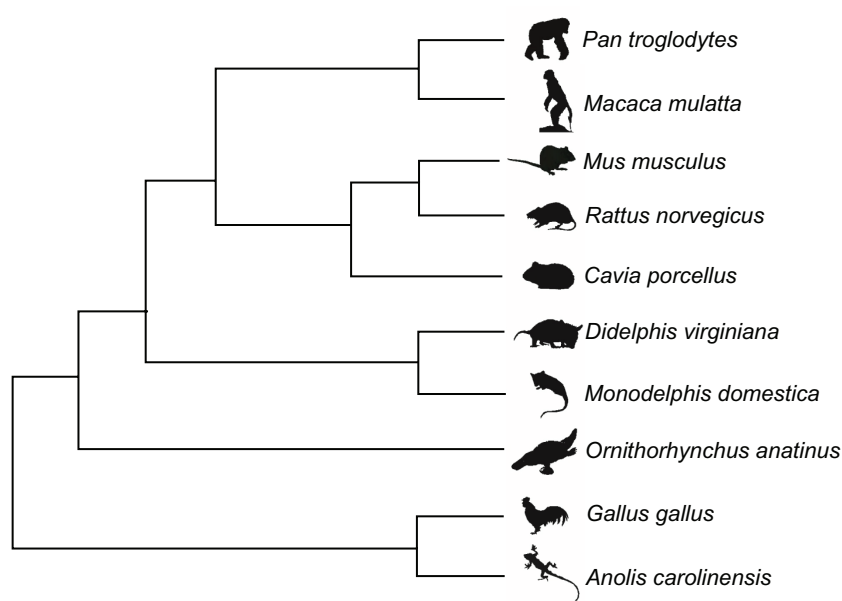 Pan troglodytes
Macaca mulatta
Mus musculus
Rattus norvegicus
Cavia porcellus
Didelphis virginiana
Monodelphis domestica
Ornithorhynchus anatinus
Gallus gallus
Anolis carolinensis